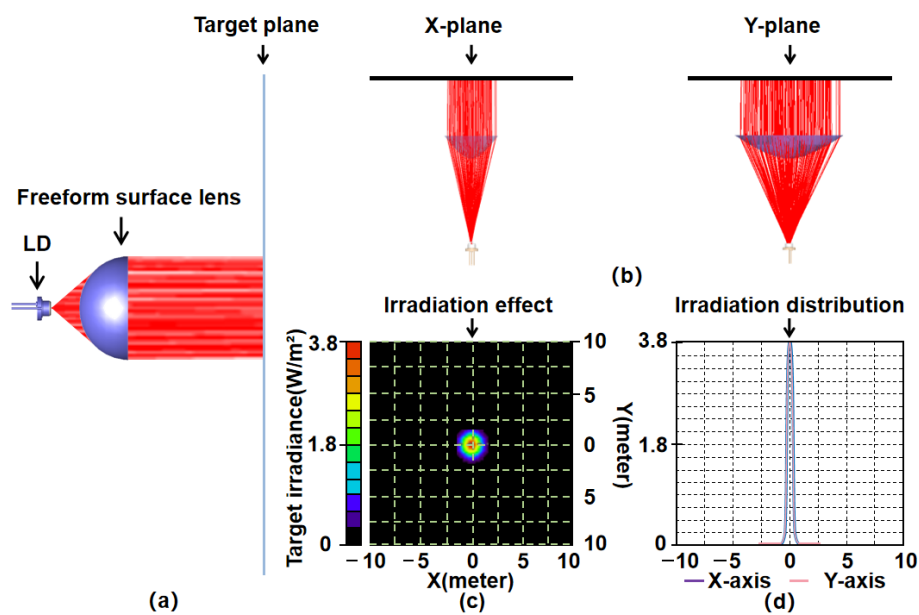 Target plane
Freeform surface lens
LD
(a)
X-plane
Y-plane
(b)
Irradiation effect
Target irradiance(W/m²)
3.8
1.8
0
10
5
0
5
10
Y(meter)
−10 −5 0 5 10
X(meter)
(c)
Irradiation distribution
3.8
1.8
0
−10 −5 0 5 10
X-axis Y-axis
(d)